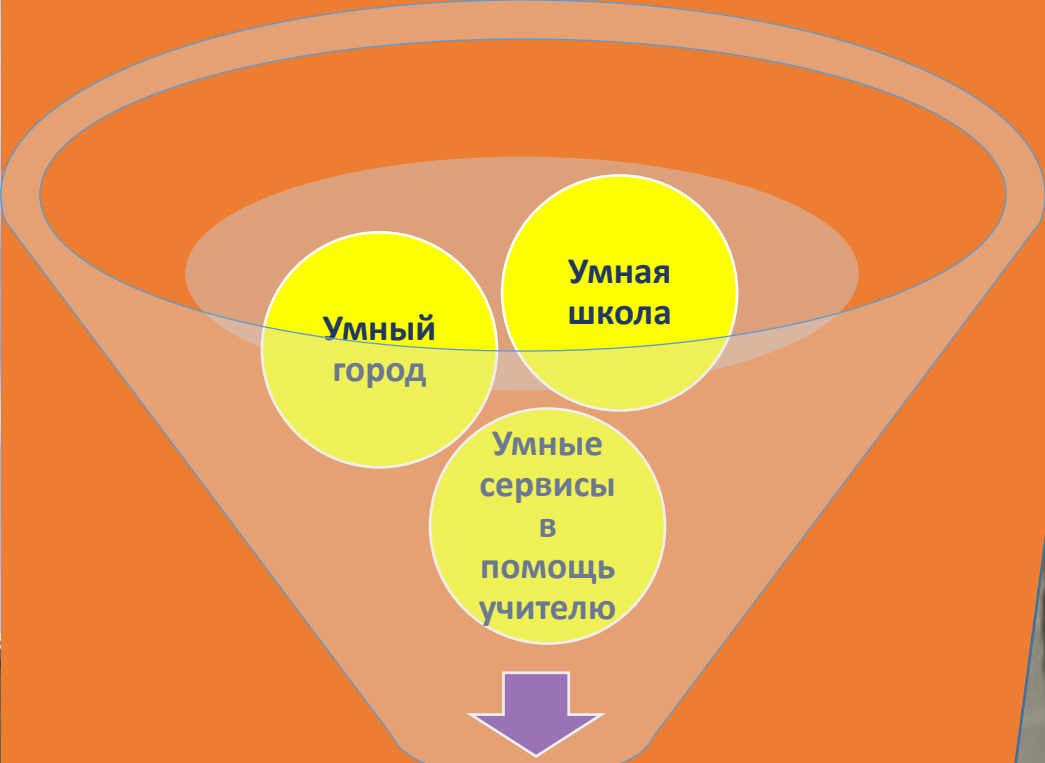 Умный
город
Умная
школа
Умные
сервисы
в
помощь
учителю